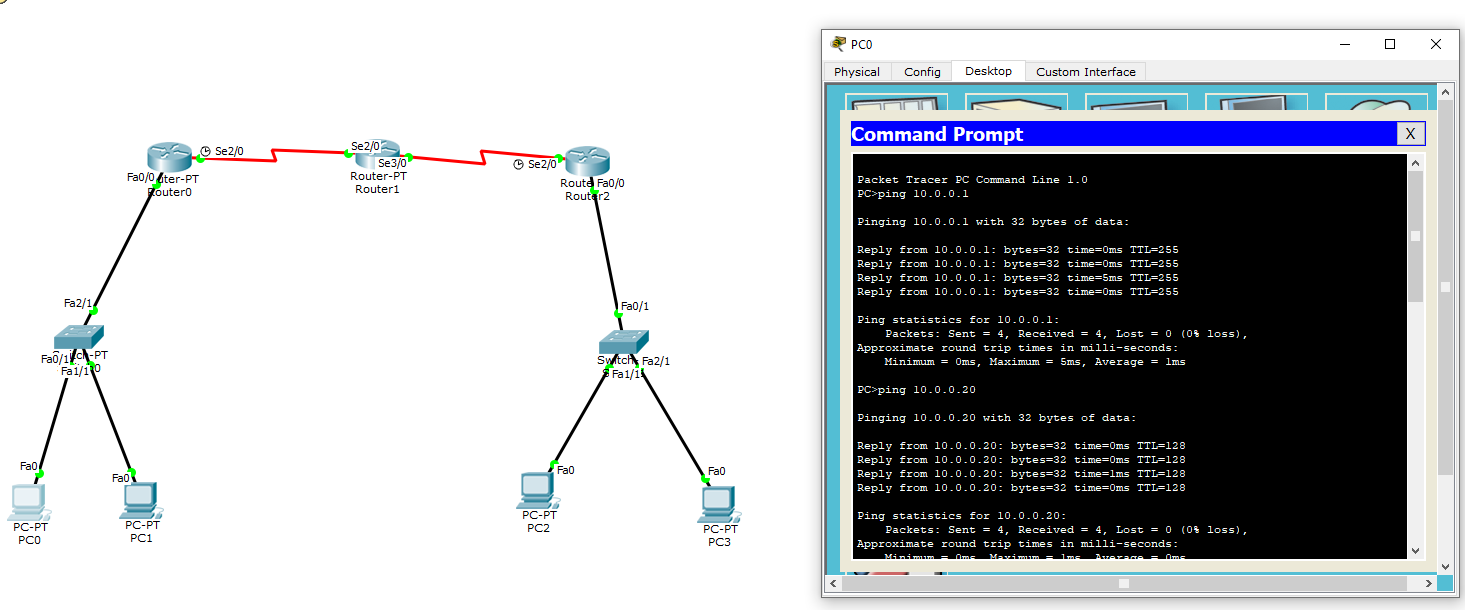 Se2/0
Fa0/0
uter-PT
Router0
Se2/0
Se3/0
Router-PT
Router1
Se2/0
Route
Fa0/0
Router2
Fa2/1
Fa0/1
Fa1/1
Fa0
PC-PT
PC0
Fa0
PC-PT
PC1
Fa0/1
Switch-
Fa2/1
Fa1/1
Fa0
PC-PT
PC2
Fa0
PC-PT
PC3
PC0
Physical Config Desktop Custom Interface
Command Prompt X
Packet Tracer PC Command Line 1.0
PC>ping 10.0.0.1
Pinging 10.0.0.1 with 32 bytes of data:
Reply from 10.0.0.1: bytes=32 time=0ms TTL=255
Reply from 10.0.0.1: bytes=32 time=0ms TTL=255
Reply from 10.0.0.1: bytes=32 time=5ms TTL=255
Reply from 10.0.0.1: bytes=32 time=0ms TTL=255
Ping statistics for 10.0.0.1:
Packets: Sent = 4, Received = 4, Lost = 0 (0% loss),
Approximate round trip times in milli-seconds:
Minimum = 0ms, Maximum = 5ms, Average = 1ms
PC>ping 10.0.0.20
Pinging 10.0.0.20 with 32 bytes of data:
Reply from 10.0.0.20: bytes=32 time=0ms TTL=128
Reply from 10.0.0.20: bytes=32 time=0ms TTL=128
Reply from 10.0.0.20: bytes=32 time=1ms TTL=128
Reply from 10.0.0.20: bytes=32 time=0ms TTL=128
Ping statistics for 10.0.0.20:
Packets: Sent = 4, Received = 4, Lost = 0 (0% loss),
Approximate round trip times in milli-seconds:
Minimum = 0ms, Maximum = 1ms, Average = 0ms